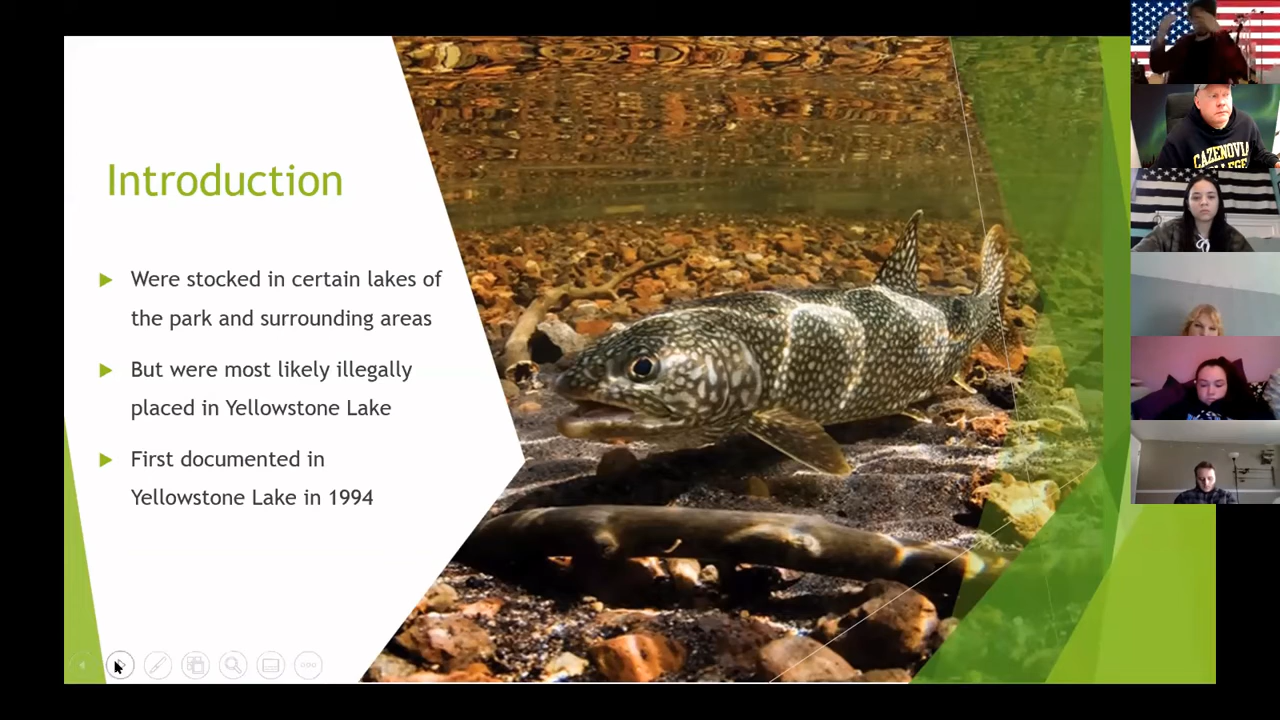 Introduction
Were stocked in certain lakes of
the park and surrounding areas
But were most likely illegally
placed in Yellowstone Lake
First documented in
Yellowstone Lake in 1994
CAZENOVIA
COLLEGE